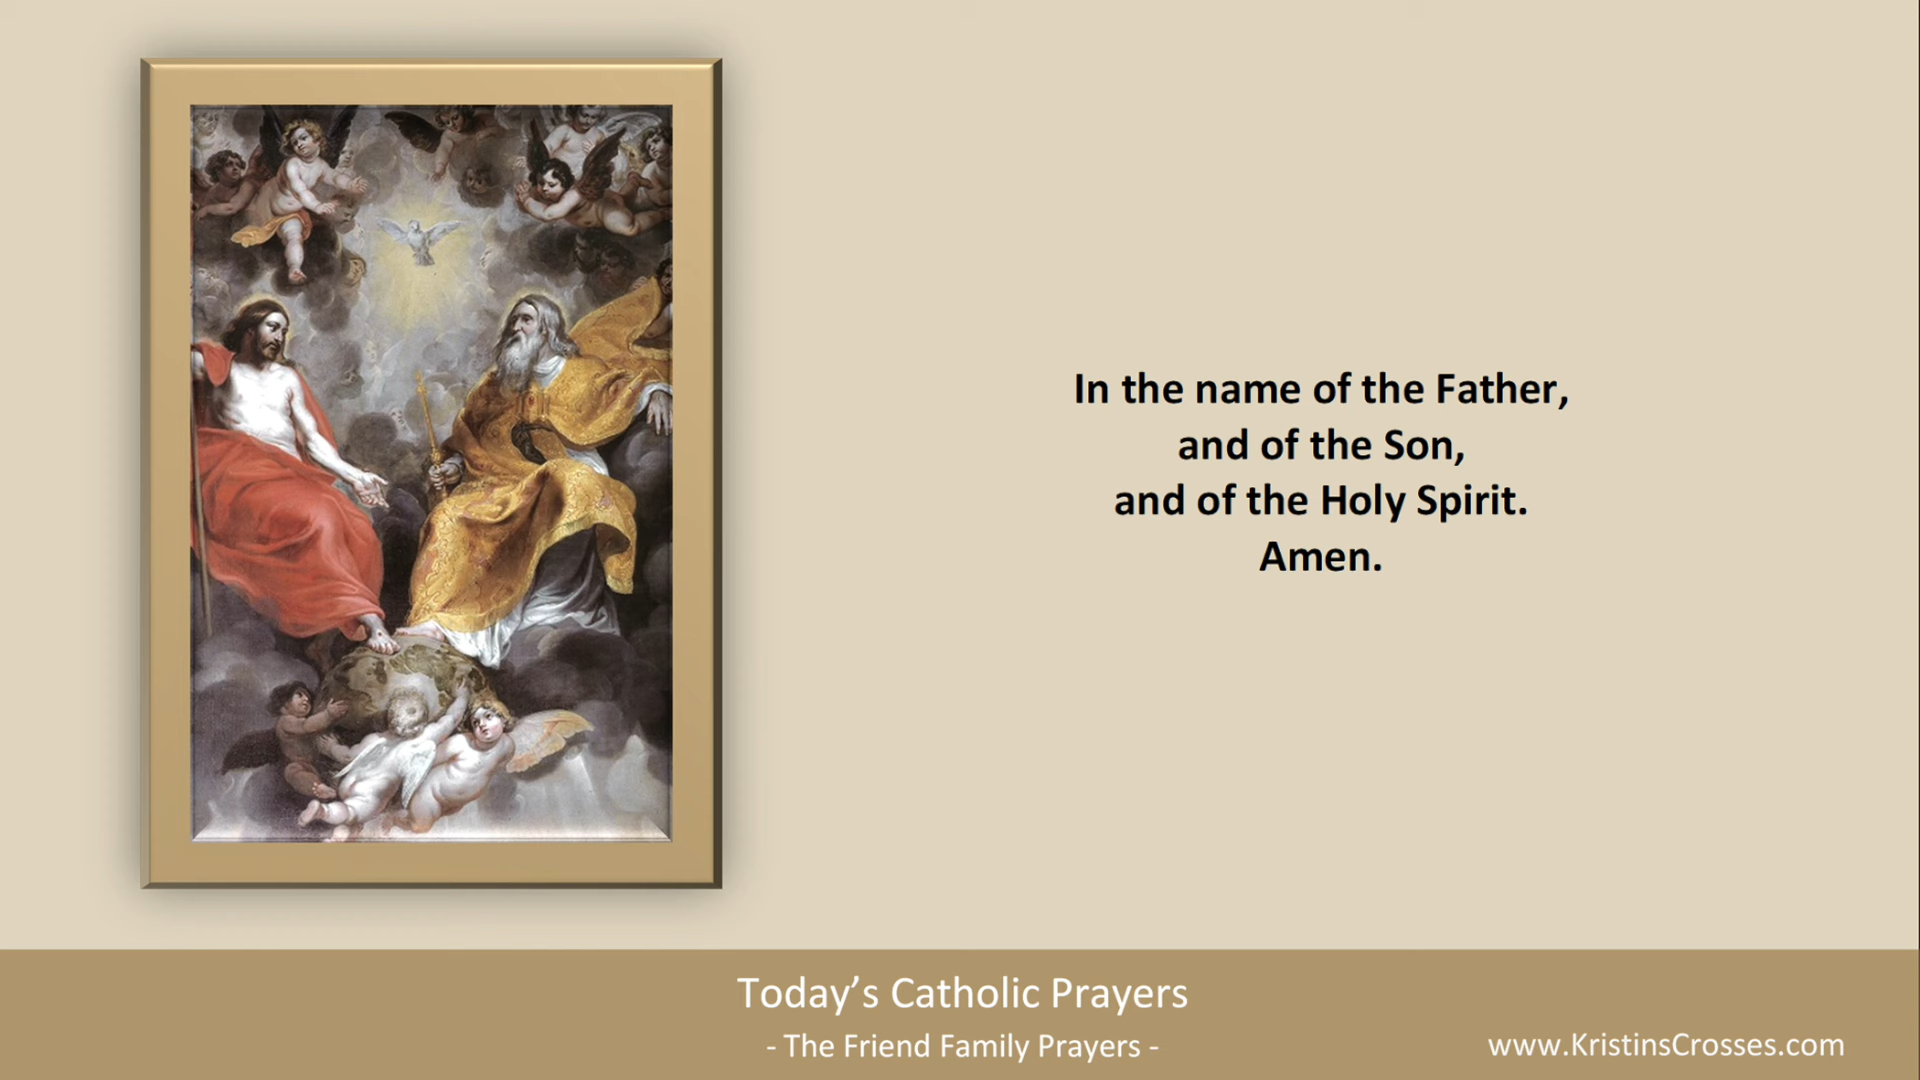 In the name of the Father,
and of the Son,
and of the Holy Spirit.
Amen.
Today’s Catholic Prayers
- The Friend Family Prayers -
www.KristinsCrosses.com